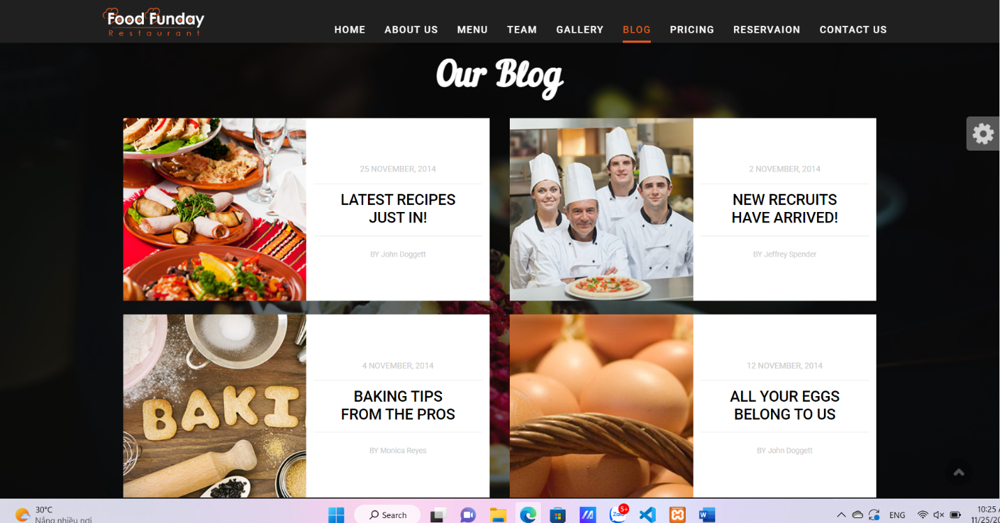 Food Funday
Restaurant
HOME ABOUT US MENU TEAM GALLERY BLOG PRICING RESERVAION CONTACT US
Our Blog
25 NOVEMBER, 2014
LATEST RECIPES
JUST IN!
BY John Doggett
2 NOVEMBER, 2014
NEW RECRUITS
HAVE ARRIVED!
BY Jeffrey Spender
BAKI
4 NOVEMBER, 2014
BAKING TIPS
FROM THE PROS
BY Monica Reyes
12 NOVEMBER, 2014
ALL YOUR EGGS
BELONG TO US
BY John Doggett
30°C
Nắng nhiều nơi
Search
Zalo
5+
W
ENG
10:25
11/25/20